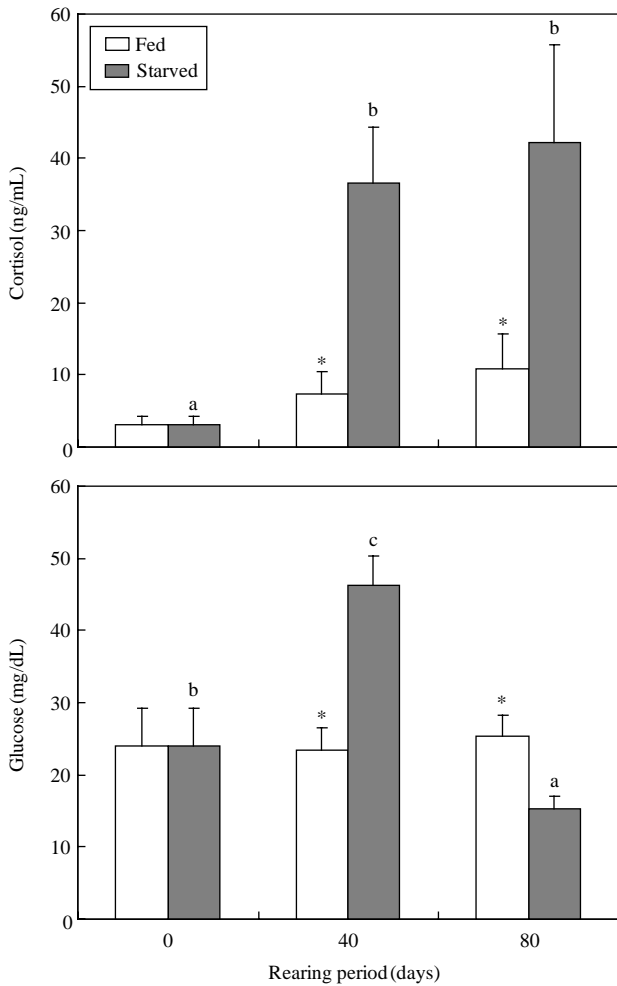 60
Fed
Starved
50
40
30
20
10
0
Cortisol (ng/mL)
a
*
b
*
b
60
50
40
30
20
10
0
Glucose (mg/dL)
b
*
c
*
a
0
40
80
Rearing period (days)